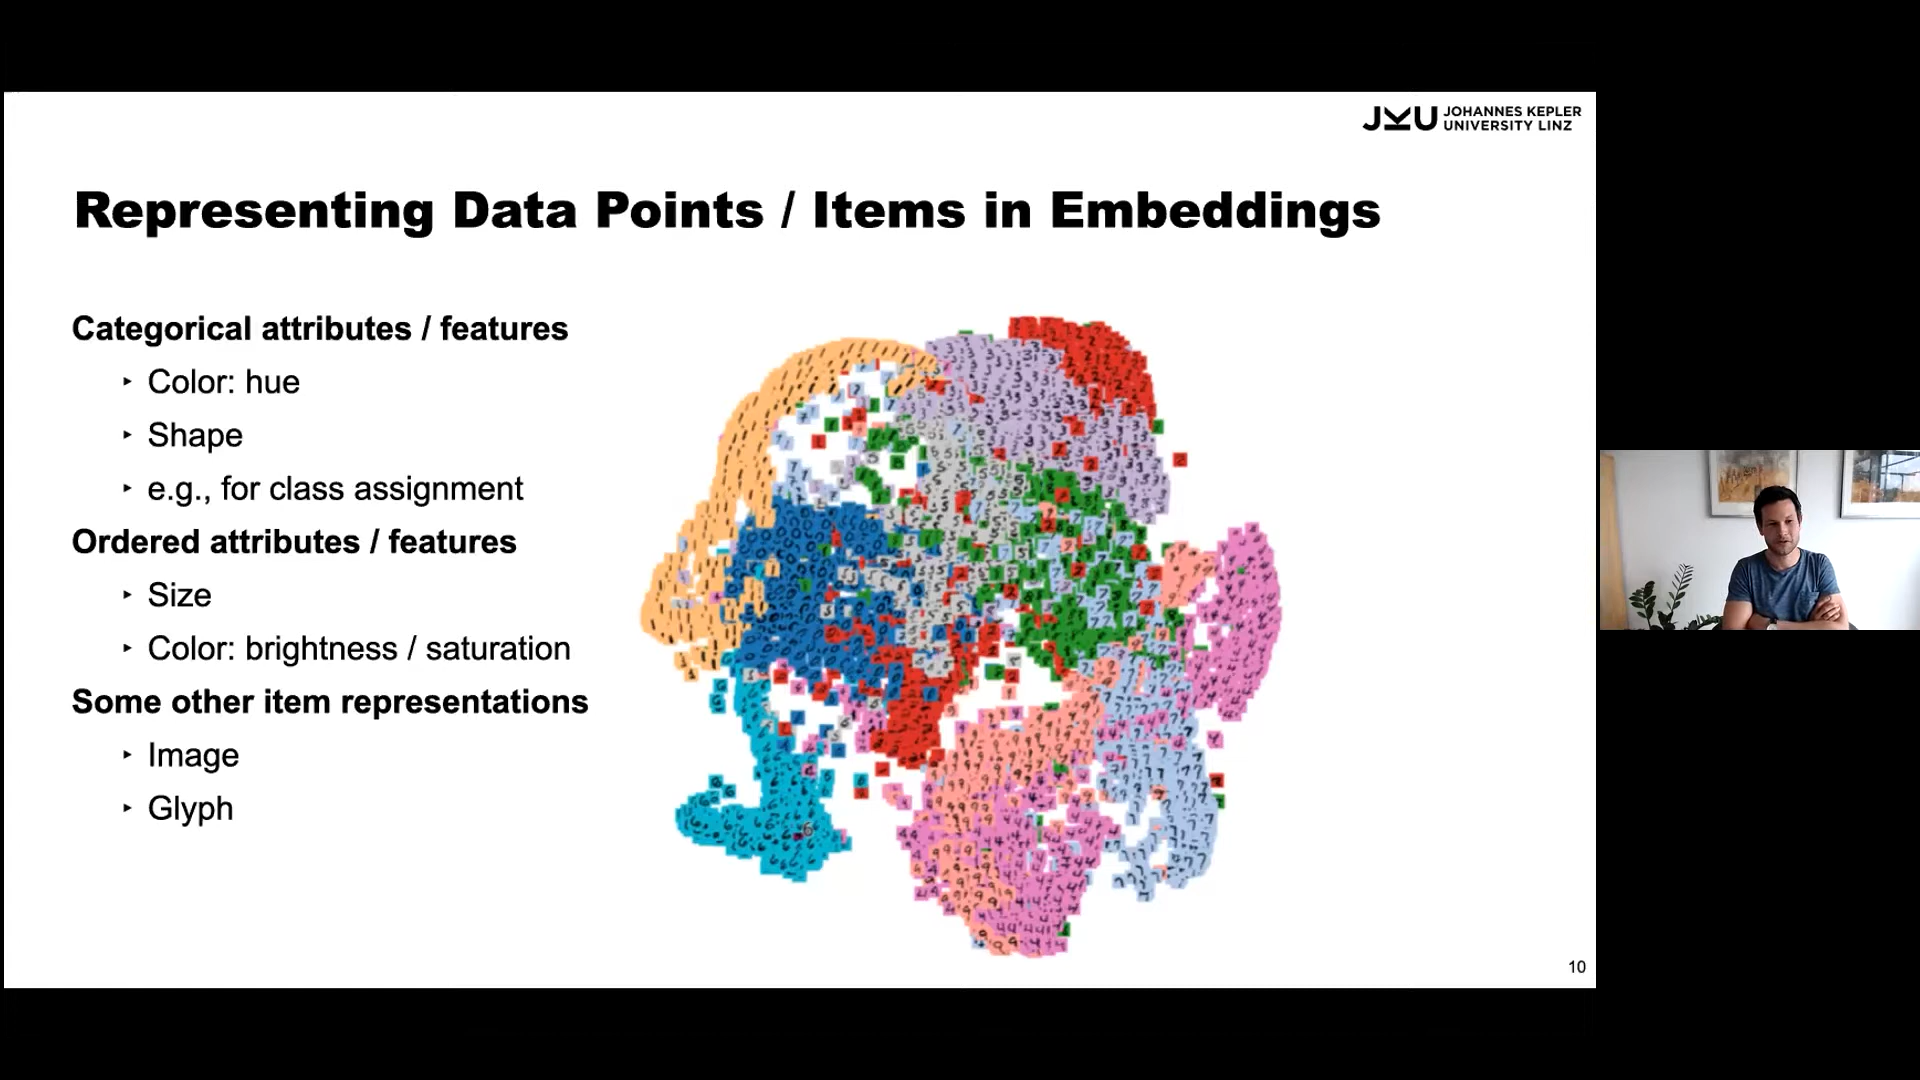 JKU JOHANNES KEPLER
UNIVERSITY LINZ
Representing Data Points / Items in Embeddings
Categorical attributes / features
‣ Color: hue
‣ Shape
‣ e.g., for class assignment
Ordered attributes / features
‣ Size
‣ Color: brightness / saturation
Some other item representations
‣ Image
‣ Glyph
10